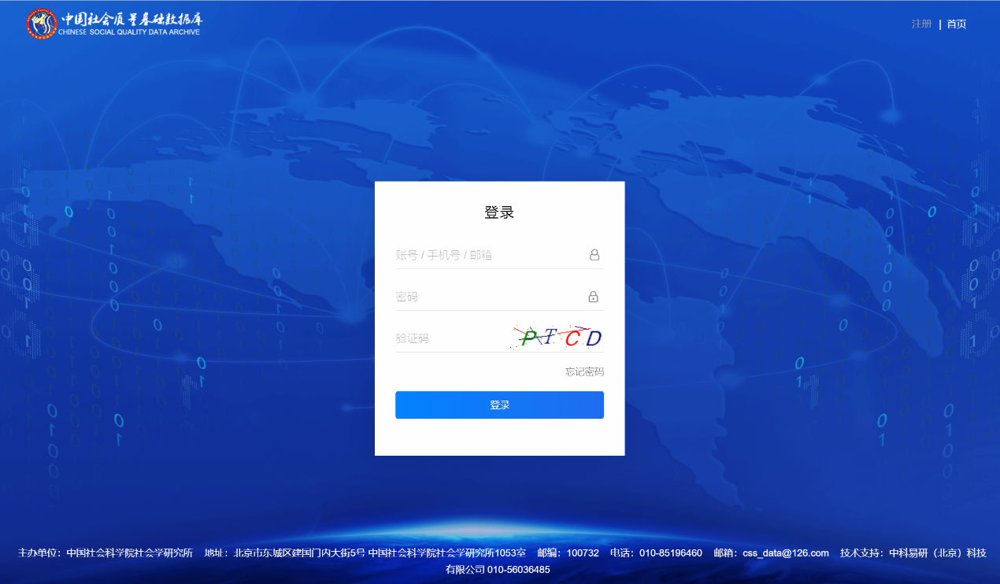 中国社会质量基础数据库
CHINESE SOCIAL QUALITY DATA ARCHIVE
注册 | 首页
登录
账号 / 手机号 / 邮箱
密码
验证码 PTCD
忘记密码
登录
主办单位：中国社会科学院社会学研究所 地址：北京市东城区建国门内大街5号 中国社会科学院社会学研究所1053室 邮编：100732 电话：010-85196460 邮箱：css_data@126.com 技术支持：中科易研（北京）科技
有限公司 010-56036485